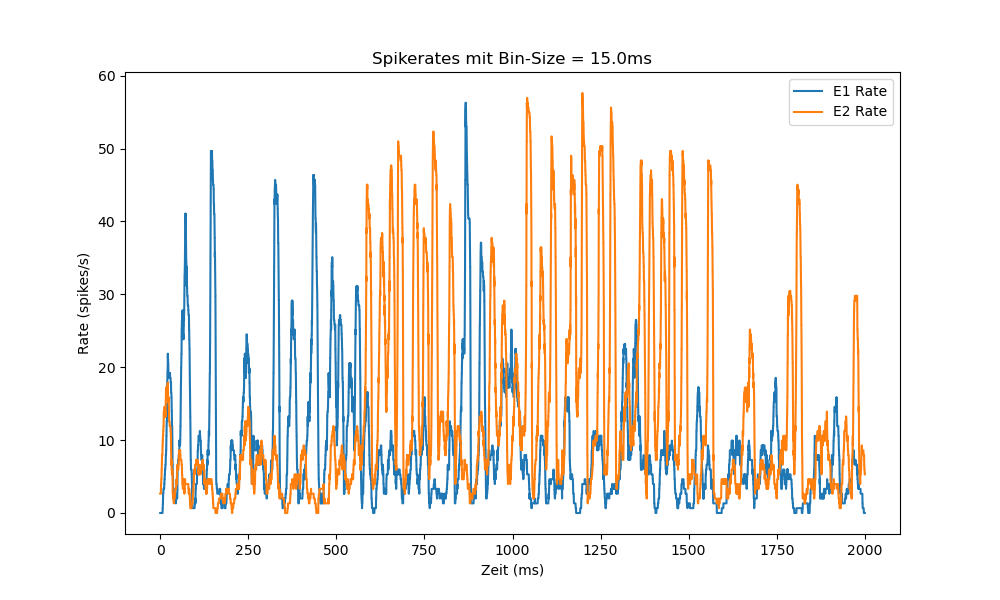 Spikerates mit Bin-Size = 15.0ms
E1 Rate
E2 Rate
60
50
40
30
20
10
0
Rate (spikes/s)
0 250 500 750 1000 1250 1500 1750 2000
Zeit (ms)